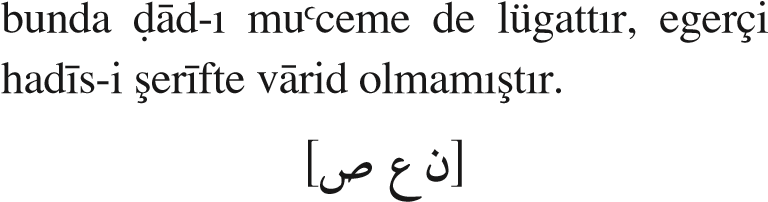 bunda ḍād-ı muʿceme de lügattır, egerçi
hadīs-i şerīfte vārid olmamıştır.
[ن ع ص]